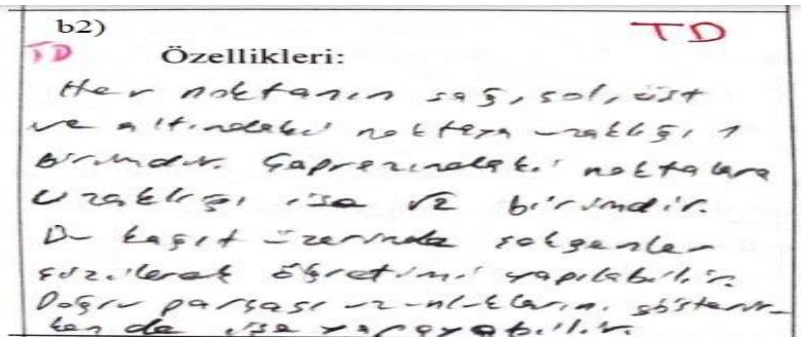 b2)
TD
TD
Özellikleri:
Her noktanın sağ, sol, üst
ve altındaki noktaya uzaklığı 1
birimdir. Çaprazındaki noktalara
uzaklığı ise √2 birimdir.
Bu kağıt üzerinde çokgenler
çizilerek öğretimi yapılabilir.
Doğru parçası uzunlukların, gösterir-
ken de işe yarayabilir.